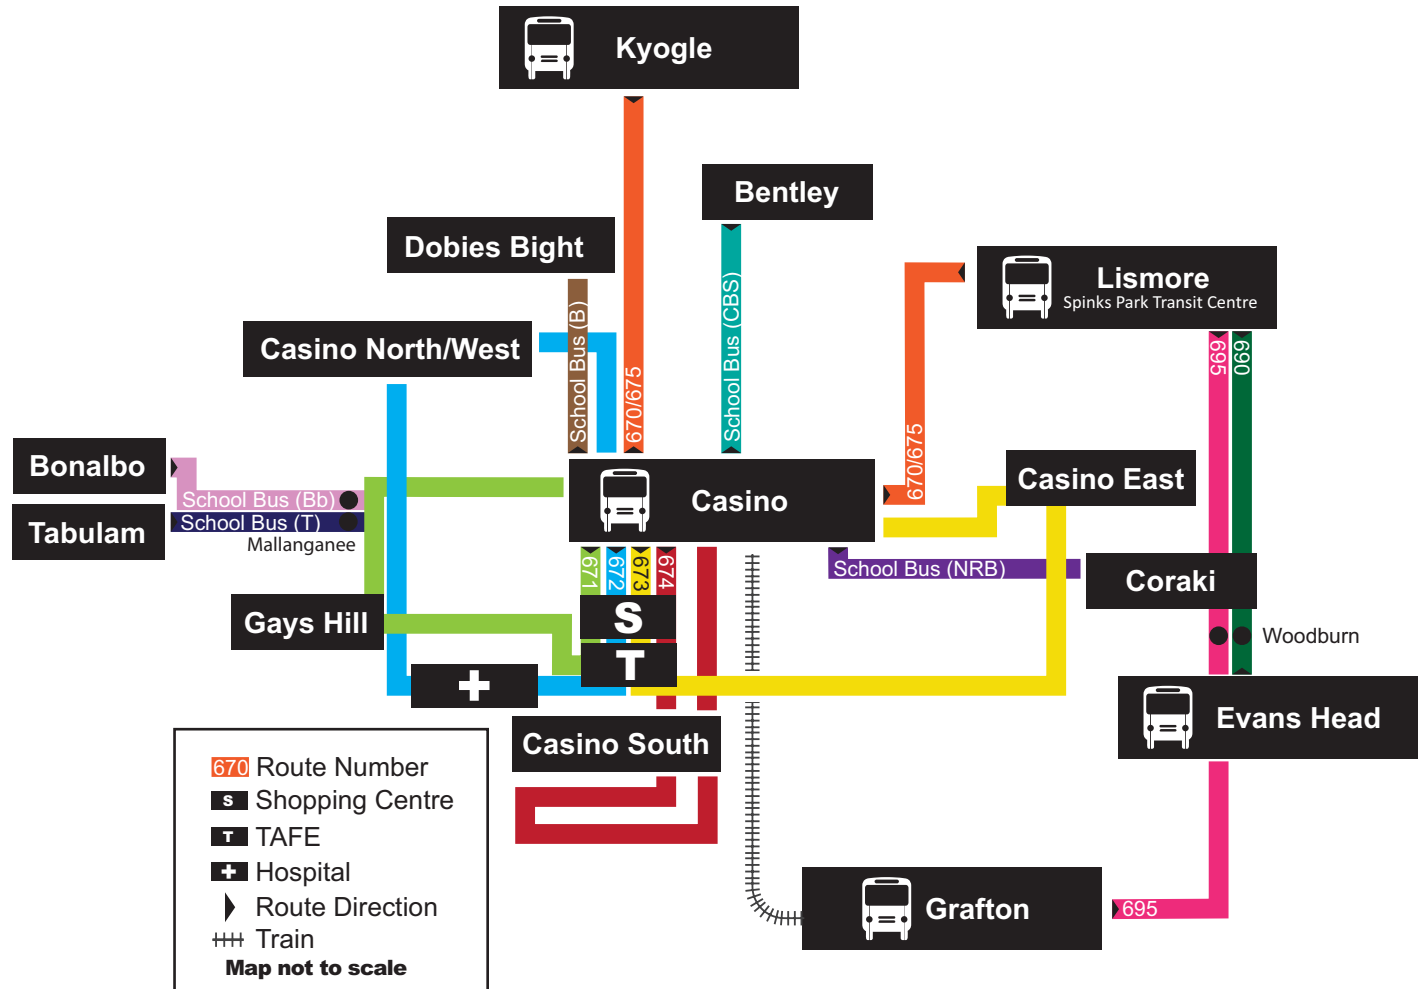 Kyogle
Bentley
Dobies Bight
Lismore
Spinks Park Transit Centre
Casino North/West
School Bus (B)
670/675
School Bus (CBS)
670/675
695
690
Bonalbo
School Bus (Bb)
Tabulam
School Bus (T)
Mallanganee
Casino
Casino East
671
672
673
674
School Bus (NRB)
Coraki
S
Gays Hill
T
Woodburn
Casino South
Evans Head
Grafton
695
670 Route Number
S Shopping Centre
T TAFE
Hospital
Route Direction
Train
Map not to scale